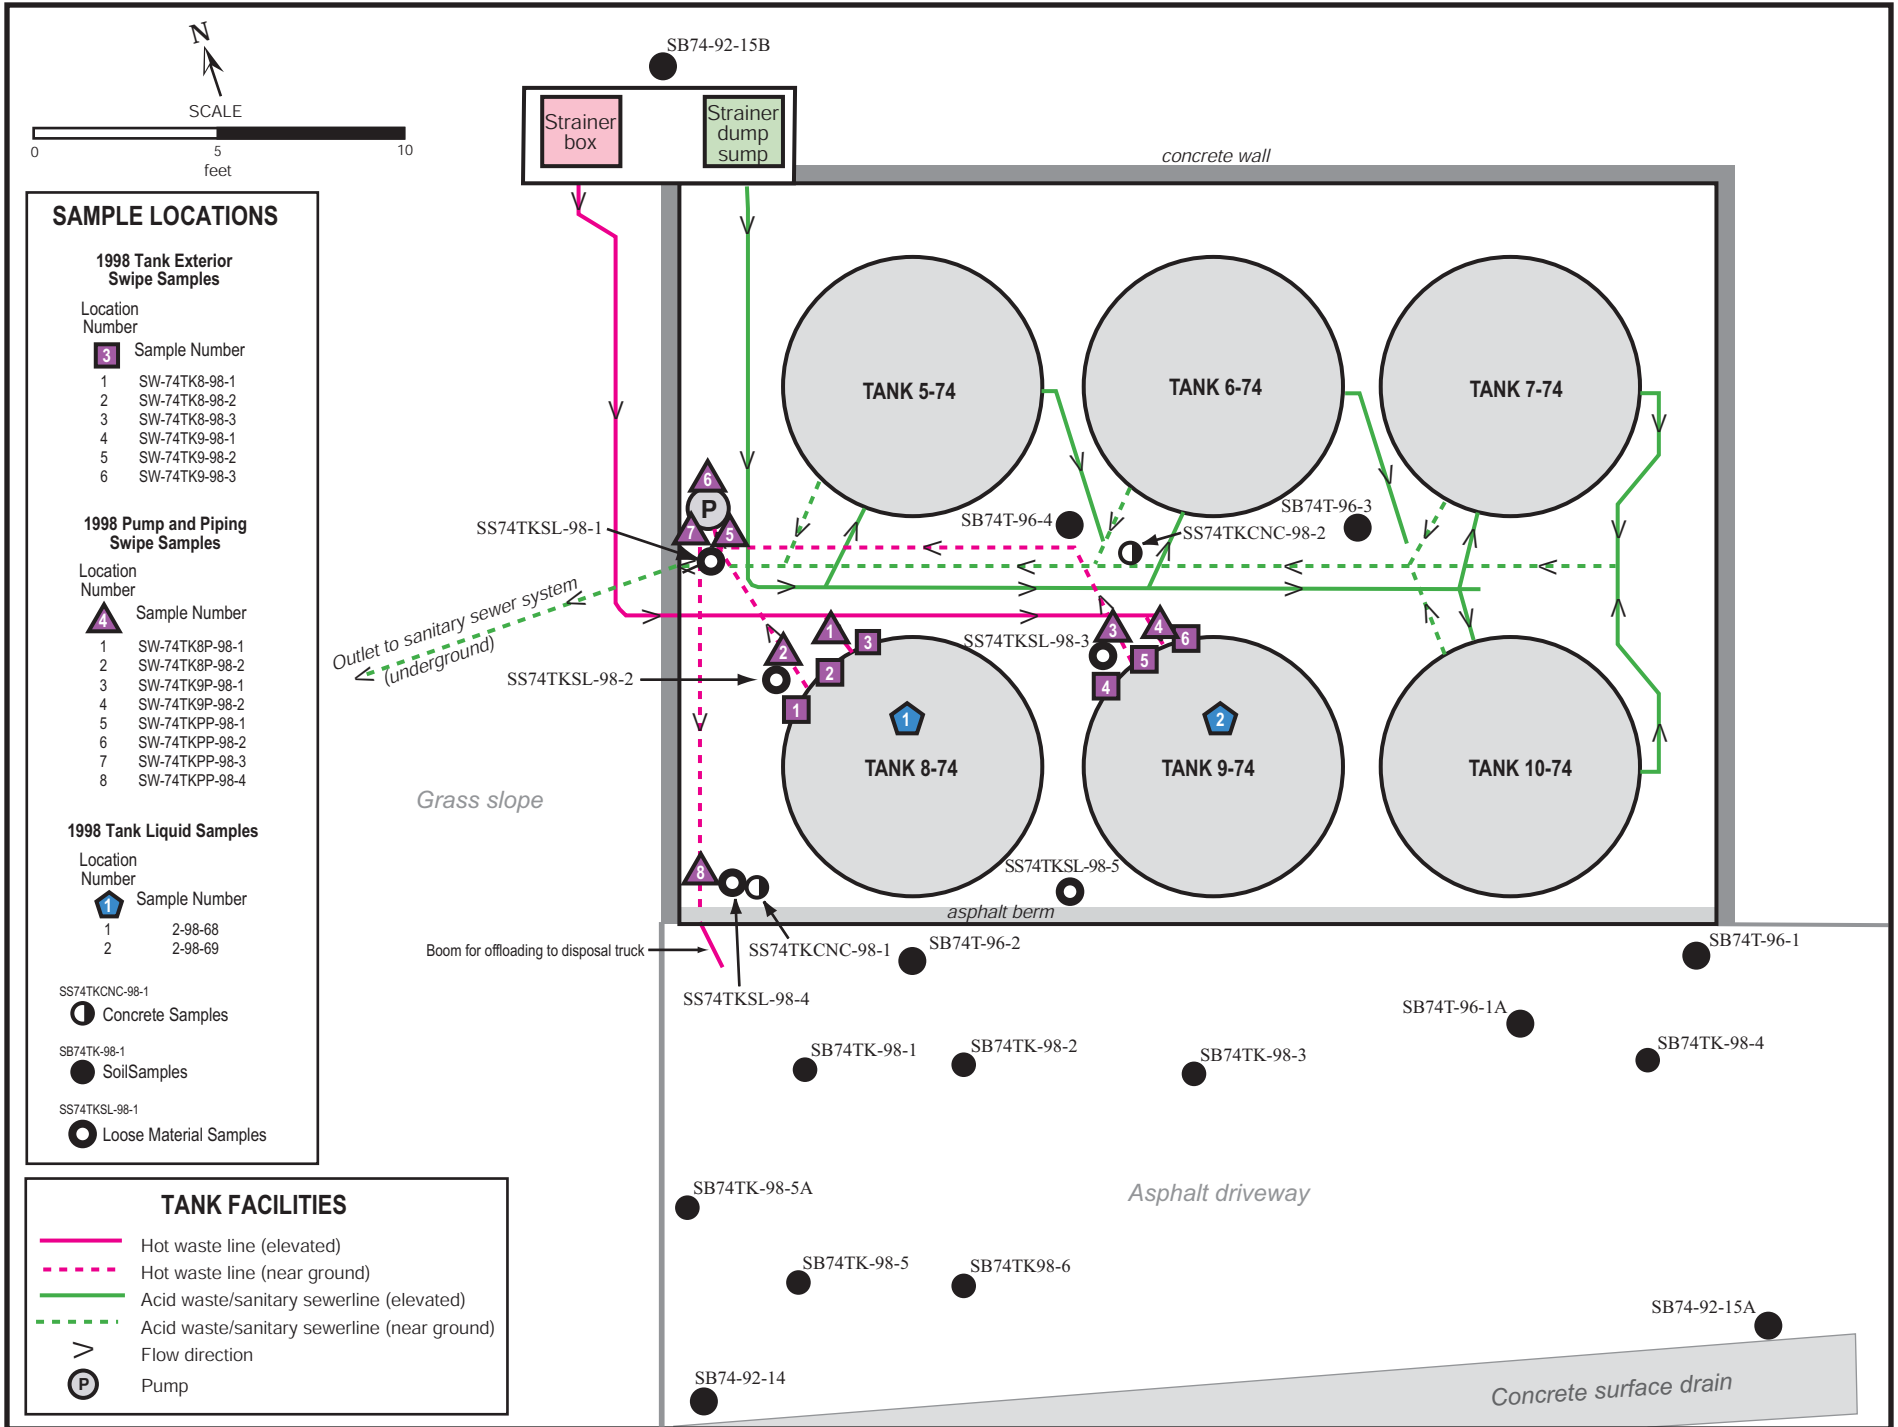 N
SCALE
0 5 10
feet
SAMPLE LOCATIONS
1998 Tank Exterior
Swipe Samples
Location
Number
3 Sample Number
1 SW-74TK8-98-1
2 SW-74TK8-98-2
3 SW-74TK8-98-3
4 SW-74TK9-98-1
5 SW-74TK9-98-2
6 SW-74TK9-98-3
1998 Pump and Piping
Swipe Samples
Location
Number
4 Sample Number
1 SW-74TK8P-98-1
2 SW-74TK8P-98-2
3 SW-74TK9P-98-1
4 SW-74TK9P-98-2
5 SW-74TKPP-98-1
6 SW-74TKPP-98-2
7 SW-74TKPP-98-3
8 SW-74TKPP-98-4
1998 Tank Liquid Samples
Location
Number
1 Sample Number
1 2-98-68
2 2-98-69
SS74TKCNC-98-1
Concrete Samples
SB74TK-98-1
SoilSamples
SS74TKSL-98-1
Loose Material Samples
TANK FACILITIES
Hot waste line (elevated)
Hot waste line (near ground)
Acid waste/sanitary sewerline (elevated)
Acid waste/sanitary sewerline (near ground)
Flow direction
P Pump
SB74-92-15B
Strainer
box
Strainer
dump
sump
concrete wall
TANK 5-74
TANK 6-74
TANK 7-74
6
P
7
5
SS74TKSL-98-1
SB74T-96-4
SB74T-96-3
SS74TKCNC-98-2
Outlet to sanitary sewer system
(underground)
1
3
2
2
1
SS74TKSL-98-2
SS74TKSL-98-3
3
4
6
5
4
1
2
TANK 8-74
TANK 9-74
TANK 10-74
Grass slope
8
SS74TKSL-98-5
asphalt berm
Boom for offloading to disposal truck
SS74TKCNC-98-1
SS74TKSL-98-4
SB74T-96-2
SB74T-96-1
SB74T-96-1A
SB74TK-98-1
SB74TK-98-2
SB74TK-98-3
SB74TK-98-4
SB74TK-98-5A
Asphalt driveway
SB74TK-98-5
SB74TK98-6
SB74-92-15A
SB74-92-14
Concrete surface drain